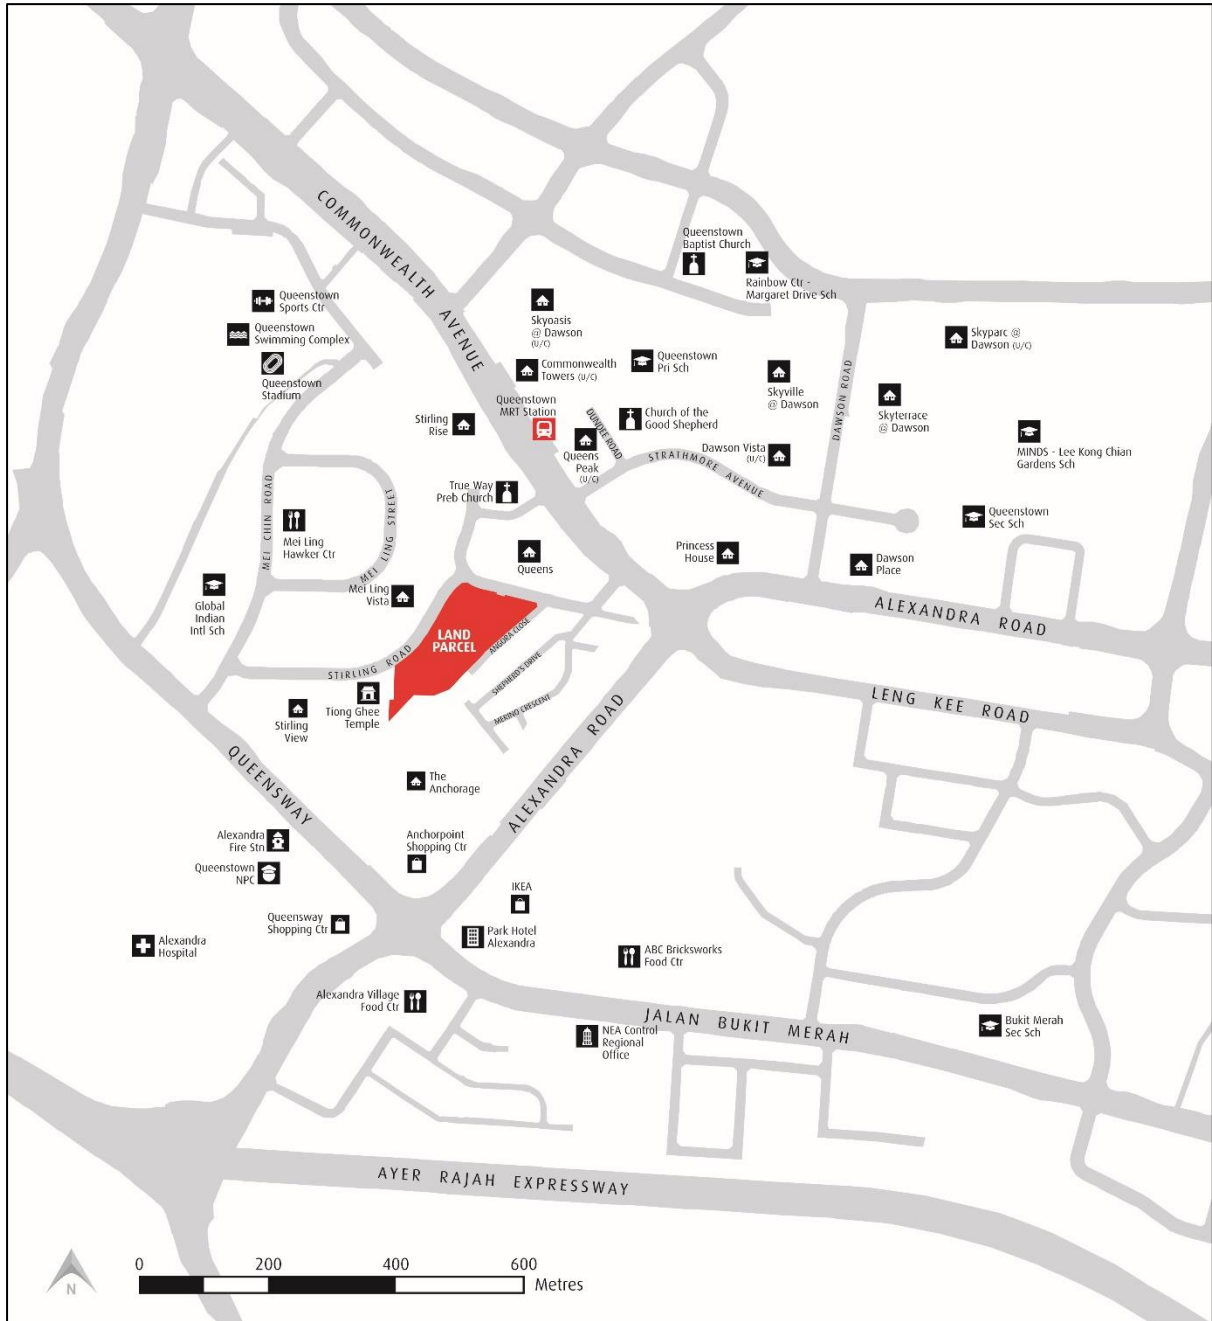 COMMONWEALTH AVENUE
Queenstown
Baptist Church
Rainbow Ctr -
Margaret Drive Sch
Queenstown
Sports Ctr
Queenstown
Swimming Complex
Queenstown
Stadium
Skyoasis
@ Dawson
(U/C)
Commonwealth
Towers (U/C)
Queenstown
Pri Sch
Skyparc @
Dawson (U/C)
Skyville
@ Dawson
DAWSON ROAD
Skyterrace
@ Dawson
Queenstown
MRT Station
Stirling
Rise
DUNDEE ROAD
Church of the
Good Shepherd
Queens
Peak
(U/C)
Dawson Vista
(U/C)
STRATHMORE AVENUE
MINDS - Lee Kong Chian
Gardens Sch
True Way
Preb Church
MEI CHIN ROAD
MEI LING STREET
Mei Ling
Hawker Ctr
MEI LING
Queenstown
Sec Sch
Queens
Princess
House
Dawson
Place
Mei Ling
Vista
Global
Indian
Intl Sch
ALEXANDRA ROAD
LAND
PARCEL
ANGORA CLOSE
STIRLING ROAD
SHEPHERD'S DRIVE
MERINO CRESCENT
LENG KEE ROAD
Tiong Ghee
Temple
Stirling
View
QUEENSWAY
ALEXANDRA ROAD
The
Anchorage
Alexandra
Fire Stn
Anchorpoint
Shopping Ctr
Queenstown
NPC
IKEA
Queensway
Shopping Ctr
Park Hotel
Alexandra
Alexandra
Hospital
ABC Bricksworks
Food Ctr
Alexandra Village
Food Ctr
JALAN BUKIT MERAH
NEA Control
Regional
Office
Bukit Merah
Sec Sch
AYER RAJAH EXPRESSWAY
N
0 200 400 600
Metres